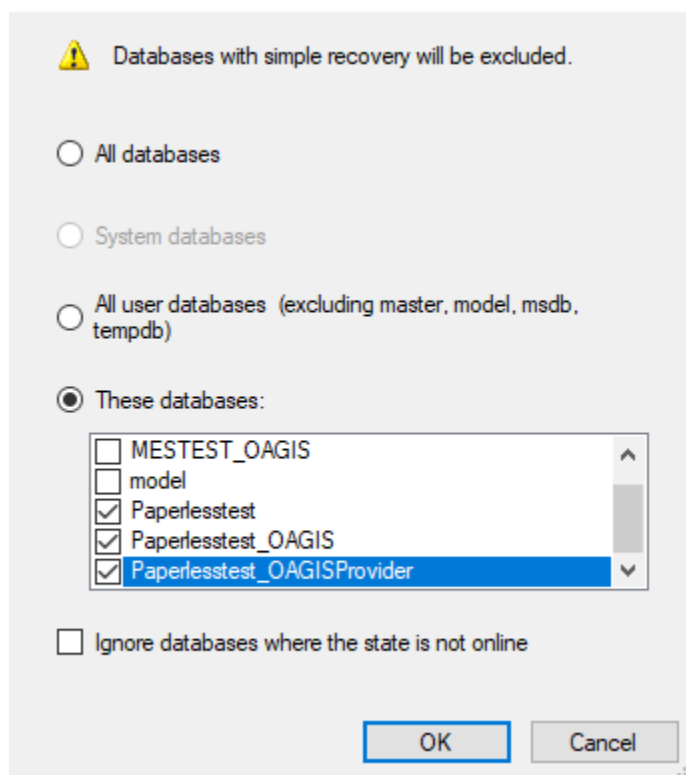 Databases with simple recovery will be excluded.
All databases
System databases
All user databases (excluding master, model, msdb,
tempdb)
These databases:
MESTEST_OAGIS
model
Paperlesstest
Paperlesstest_OAGIS
Paperlesstest_OAGISProvider
Ignore databases where the state is not online
OK
Cancel